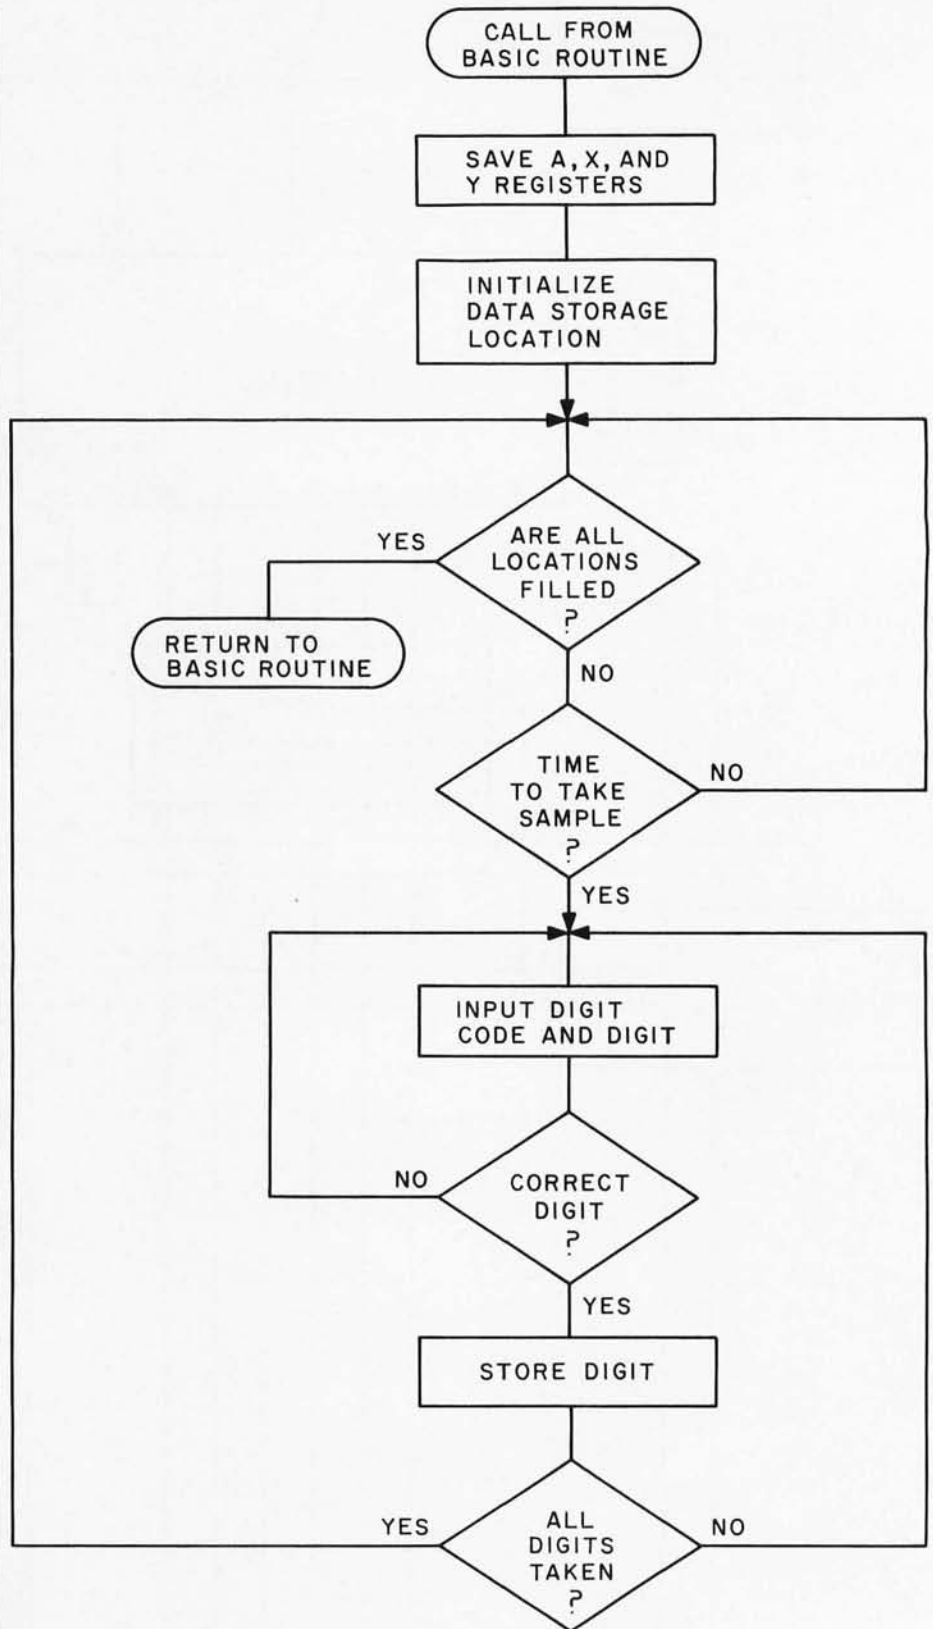 CALL FROM
BASIC ROUTINE
SAVE A, X, AND
Y REGISTERS
INITIALIZE
DATA STORAGE
LOCATION
YES
ARE ALL
LOCATIONS
FILLED
?
RETURN TO
BASIC ROUTINE
NO
TIME
TO TAKE
SAMPLE
?
NO
YES
INPUT DIGIT
CODE AND DIGIT
NO
CORRECT
DIGIT
?
YES
STORE DIGIT
YES
ALL
DIGITS
TAKEN
?
NO